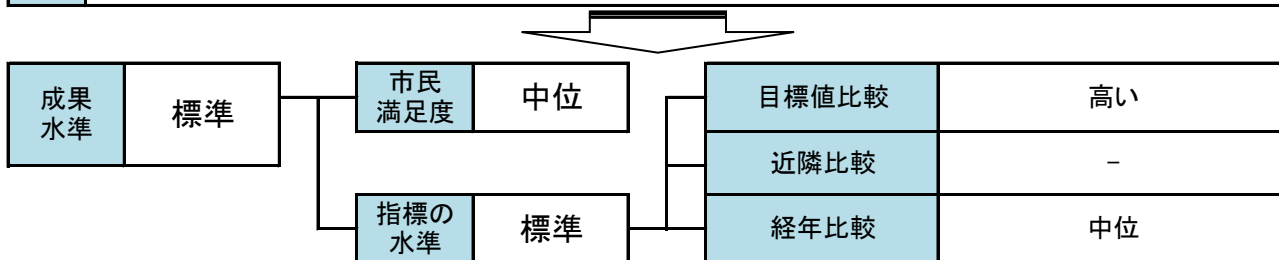 成果
水準
標準
市民
満足度
中位
指標の
水準
標準
目標値比較
高い
近隣比較
－
経年比較
中位